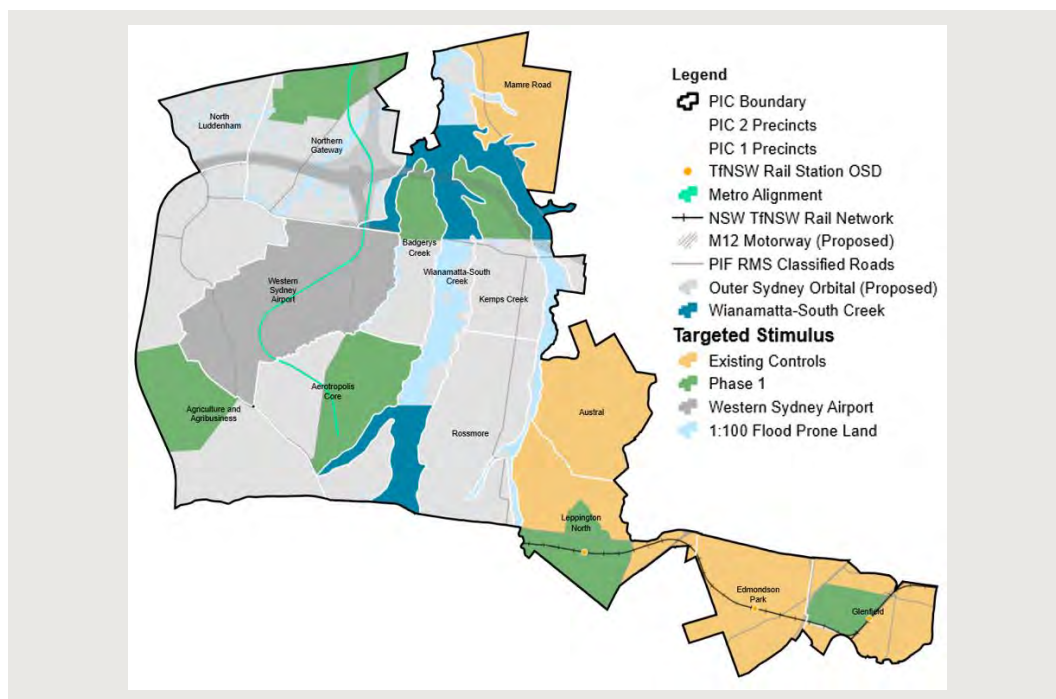 Mamre Road
North
Luddenham
Northern
Gateway
Badgerys
Creek
Wianamatta-South
Creek
Kemps Creek
Western
Sydney
Airport
Aerotropolis
Core
Agriculture and
Agribusiness
Rossmore
Austral
Leppington
North
Edmondson
Park
Glenfield
Legend
PIC Boundary
PIC 2 Precincts
PIC 1 Precincts
TfNSW Rail Station OSD
Metro Alignment
NSW TfNSW Rail Network
M12 Motorway (Proposed)
PIF RMS Classified Roads
Outer Sydney Orbital (Proposed)
Wianamatta-South Creek
Targeted Stimulus
Existing Controls
Phase 1
Western Sydney Airport
1:100 Flood Prone Land